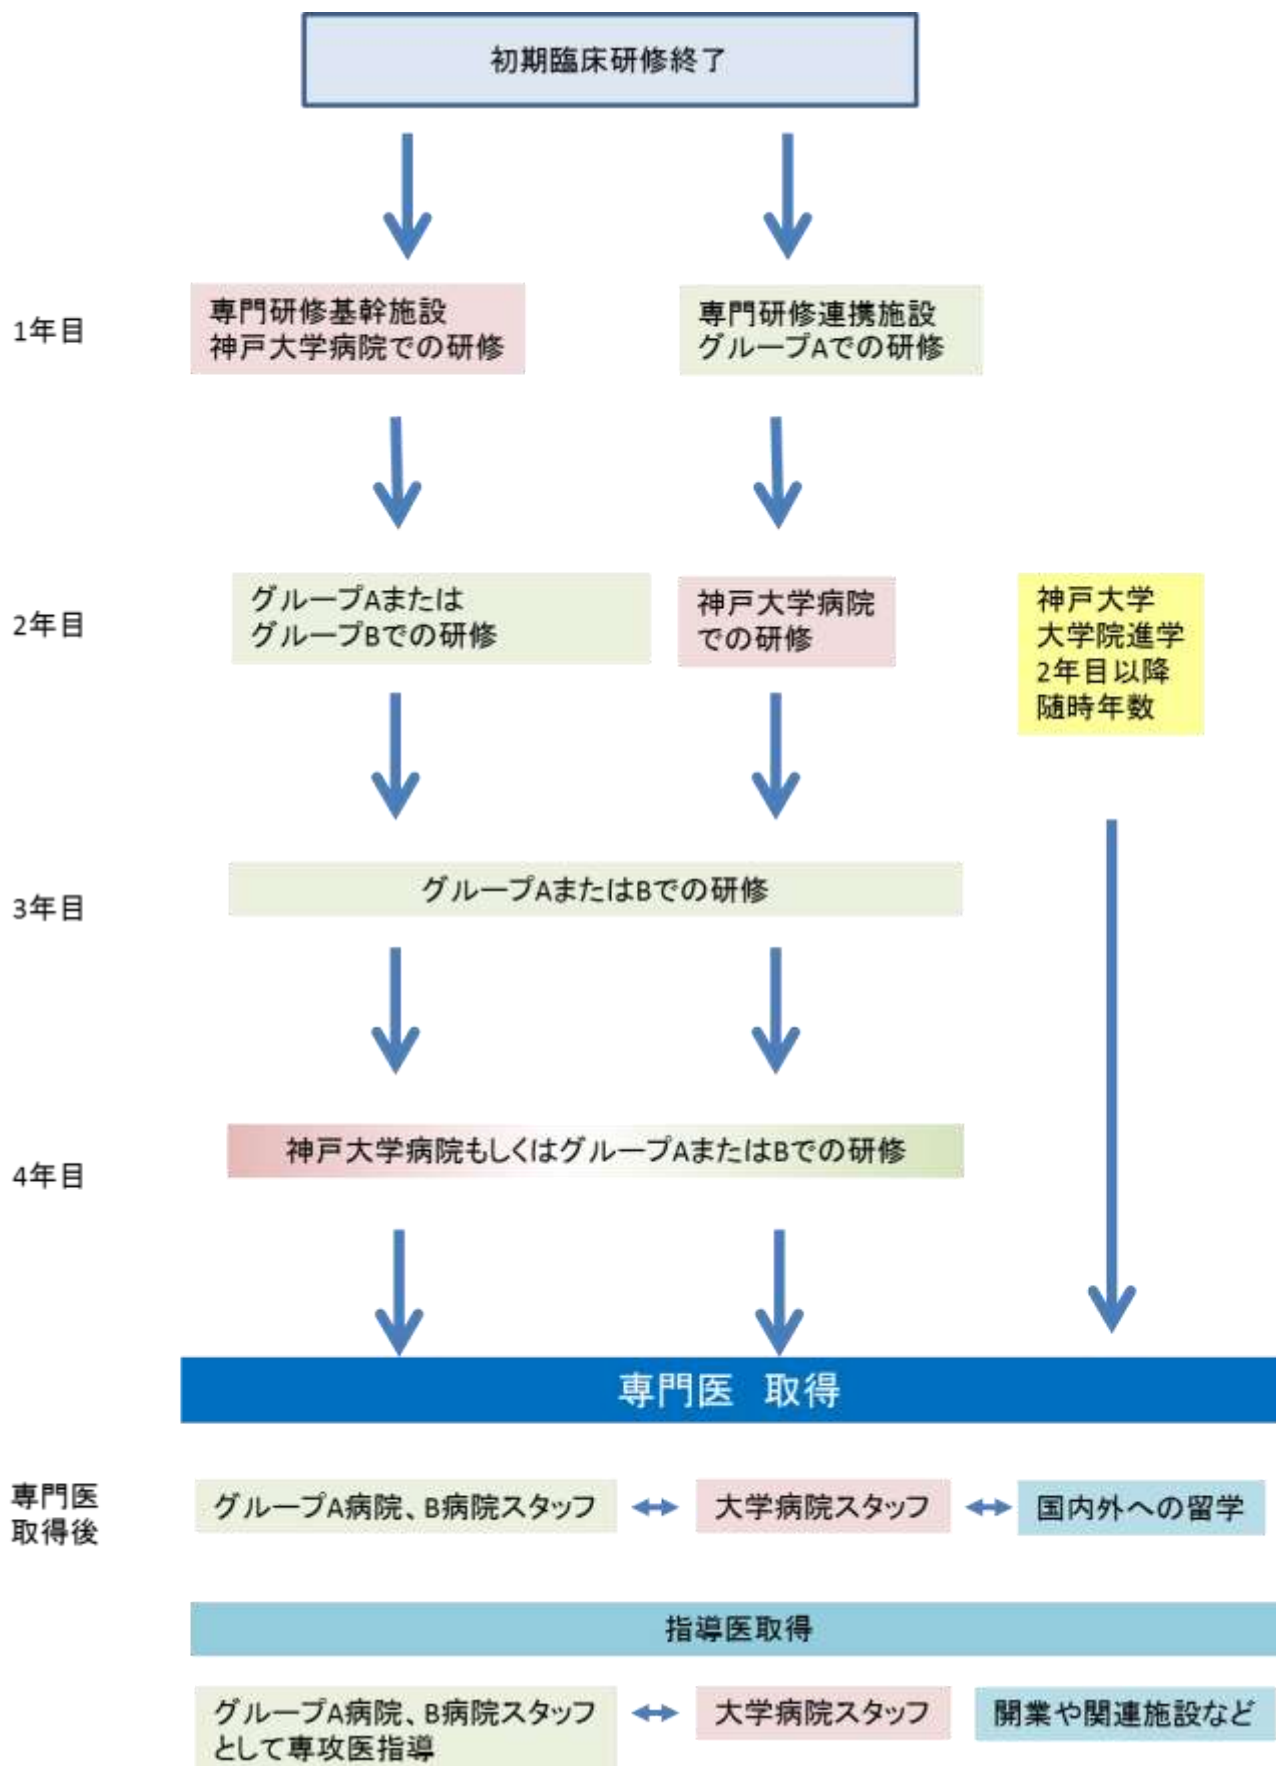 初期臨床研修終了
1年目
専門研修基幹施設
神戸大学病院での研修
専門研修連携施設
グループAでの研修
2年目
グループAまたは
グループBでの研修
神戸大学病院
での研修
神戸大学
大学院進学
2年目以降
随時年数
3年目
グループAまたはBでの研修
4年目
神戸大学病院もしくはグループAまたはBでの研修
専門医 取得
専門医
取得後
グループA病院、B病院スタッフ
大学病院スタッフ
国内外への留学
指導医取得
グループA病院、B病院スタッフ
として専攻医指導
大学病院スタッフ
開業や関連施設など